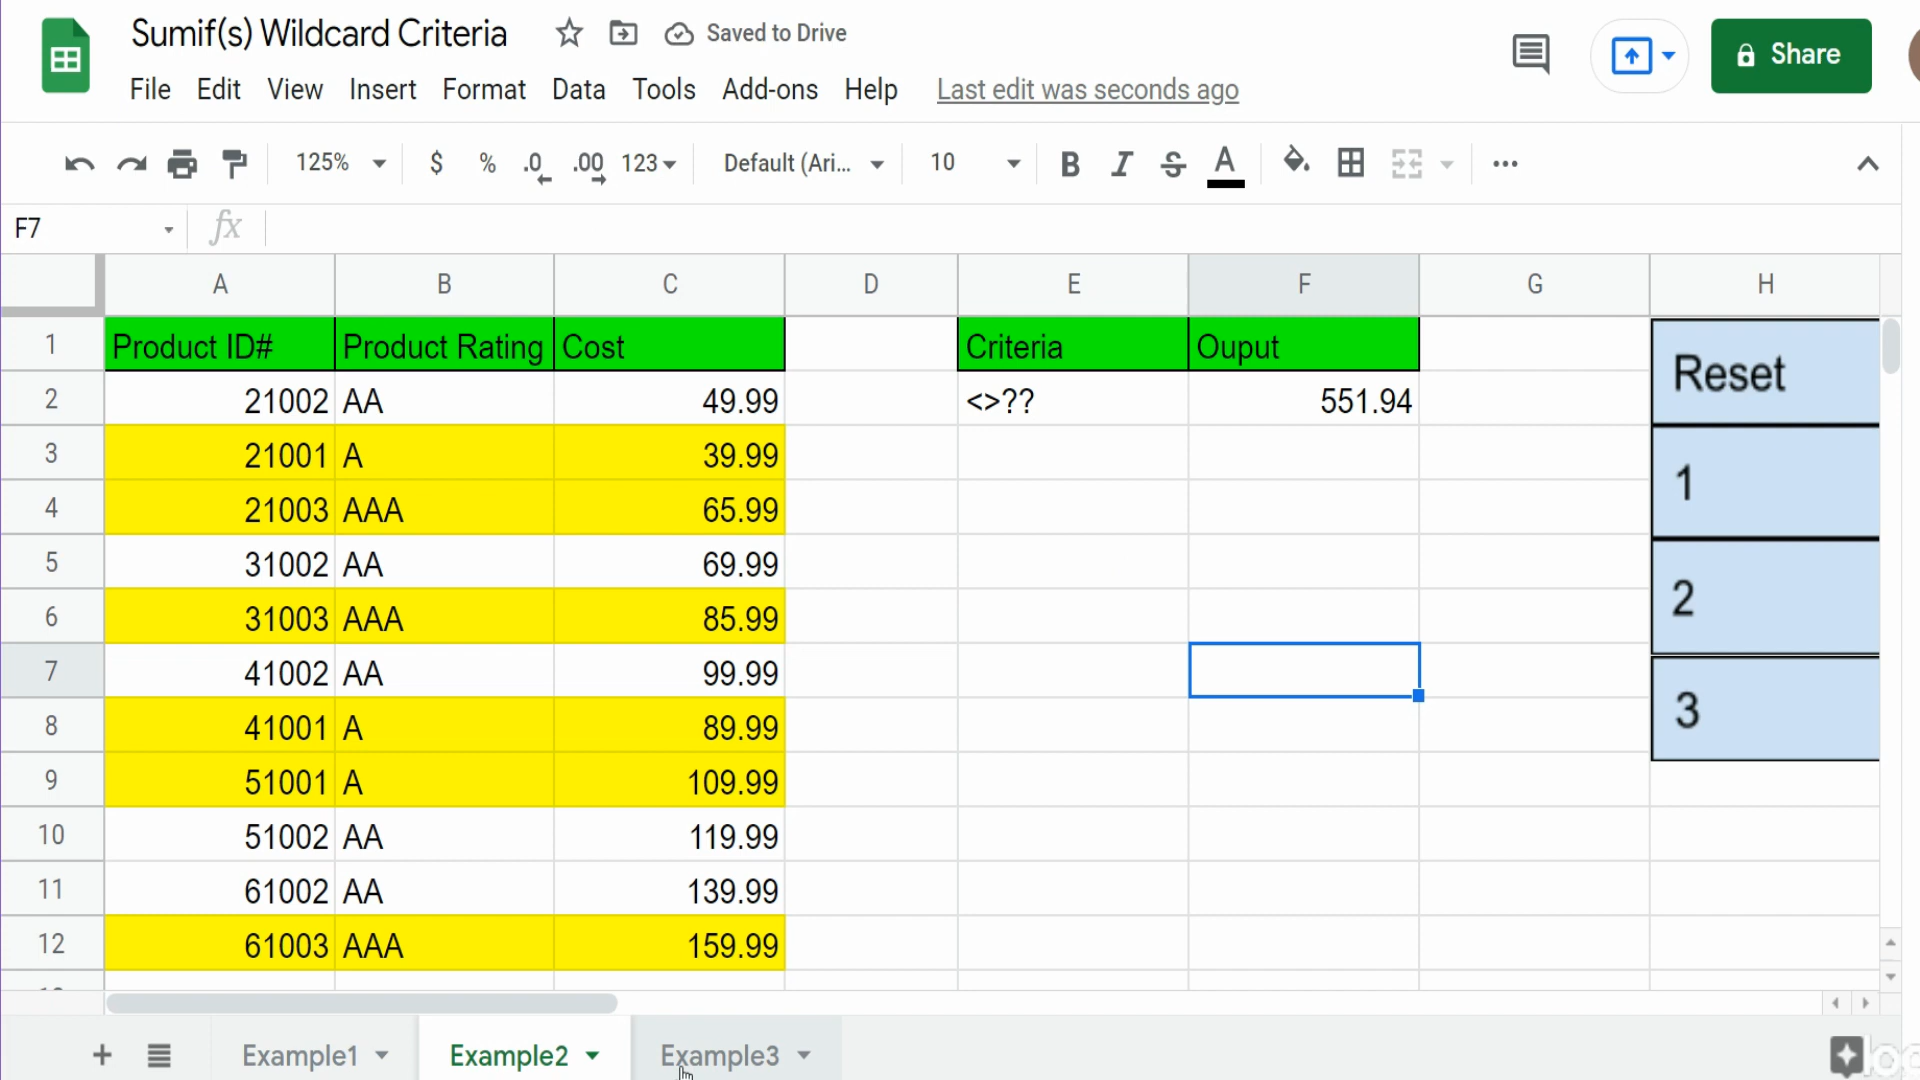 Sumif(s) Wildcard Criteria
Saved to Drive
Share
File Edit View Insert Format Data Tools Add-ons Help Last edit was seconds ago
125% $ % .0 .00 123 Default (Ari... 10 B I S A
F7 fx
A B C D E F G H
1 Product ID# Product Rating Cost Criteria Ouput
Reset
2 21002 AA 49.99 <>?? 551.94
3 21001 A 39.99
1
4 21003 AAA 65.99
5 31002 AA 69.99
2
6 31003 AAA 85.99
7 41002 AA 99.99
3
8 41001 A 89.99
9 51001 A 109.99
10 51002 AA 119.99
11 61002 AA 139.99
12 61003 AAA 159.99
Example1 Example2 Example3